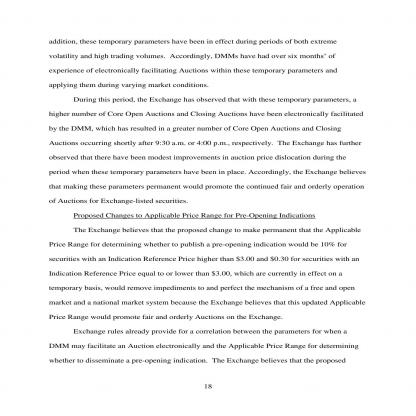 addition, these temporary parameters have been in effect during periods of both extreme
volatility and high trading volumes.  Accordingly, DMMs have had over six months’ of
experience of electronically facilitating Auctions within these temporary parameters and
applying them during varying market conditions.
During this period, the Exchange has observed that with these temporary parameters, a
higher number of Core Open Auctions and Closing Auctions have been electronically facilitated
by the DMM, which has resulted in a greater number of Core Open Auctions and Closing
Auctions occurring shortly after 9:30 a.m. or 4:00 p.m., respectively.  The Exchange has further
observed that there have been modest improvements in auction price dislocation during the
period when these temporary parameters have been in place. Accordingly, the Exchange believes
that making these parameters permanent would promote the continued fair and orderly operation
of Auctions for Exchange-listed securities.
Proposed Changes to Applicable Price Range for Pre-Opening Indications
The Exchange believes that the proposed change to make permanent that the Applicable
Price Range for determining whether to publish a pre-opening indication would be 10% for
securities with an Indication Reference Price higher than $3.00 and $0.30 for securities with an
Indication Reference Price equal to or lower than $3.00, which are currently in effect on a
temporary basis, would remove impediments to and perfect the mechanism of a free and open
market and a national market system because the Exchange believes that this updated Applicable
Price Range would promote fair and orderly Auctions on the Exchange.
Exchange rules already provide for a correlation between the parameters for when a
DMM may facilitate an Auction electronically and the Applicable Price Range for determining
whether to disseminate a pre-opening indication.  The Exchange believes that the proposed
18